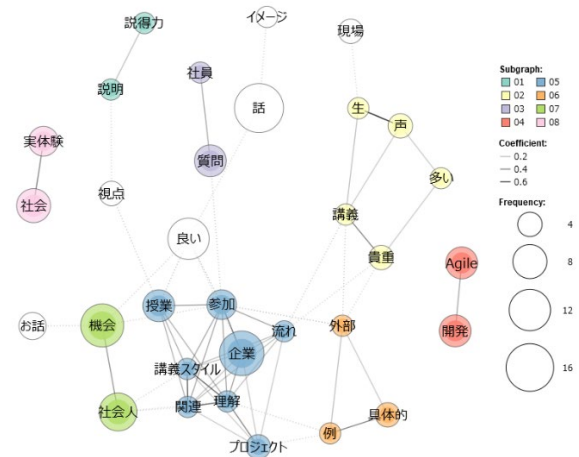 説得力
イメージ
現場
説明
社員
話
生
声
実体験
質問
多い
社会
視点
講義
良い
貴重
Agile
授業
参加
流れ
外部
開発
お話
機会
企業
講義スタイル
社会人
関連
理解
具体的
例
プロジェクト
Subgraph:
01 05
02 06
03 07
04 08
Coefficient:
0.2
0.4
0.6
Frequency:
4
8
12
16